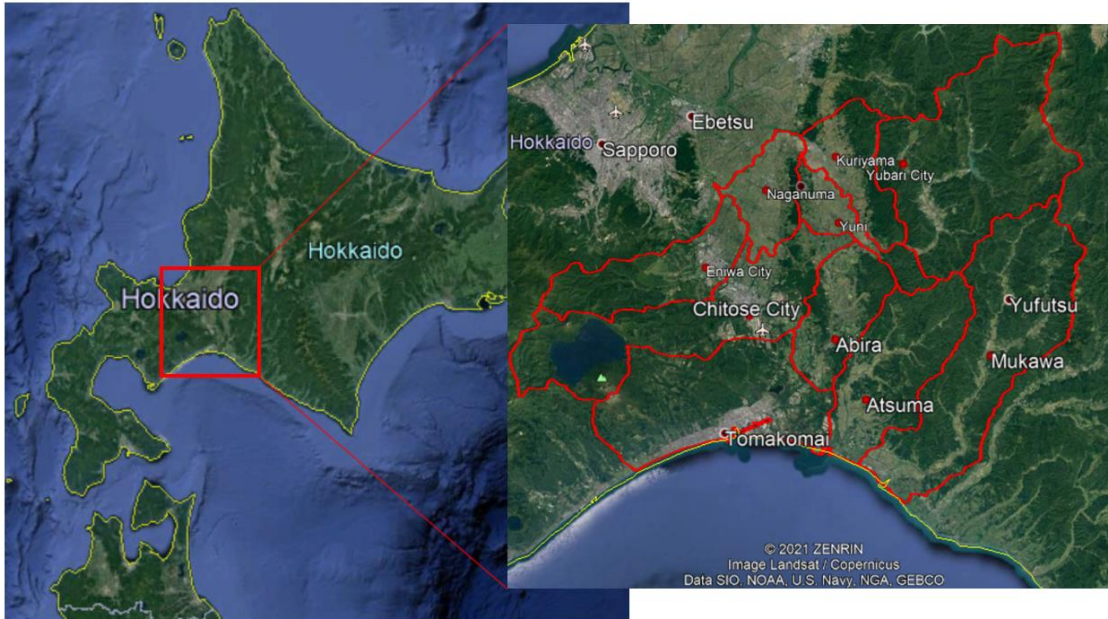 Hokkaido
Hokkaido
Ebetsu
Hokkaido
Sapporo
Kuriyama
Yubari City
Naganuma
Yuni
Eniwa City
Chitose City
Yufutsu
Abira
Mukawa
Atsuma
Tomakomai
© 2021 ZENRIN
Image Landsat / Copernicus
Data SIO, NOAA, U.S. Navy, NGA, GEBCO